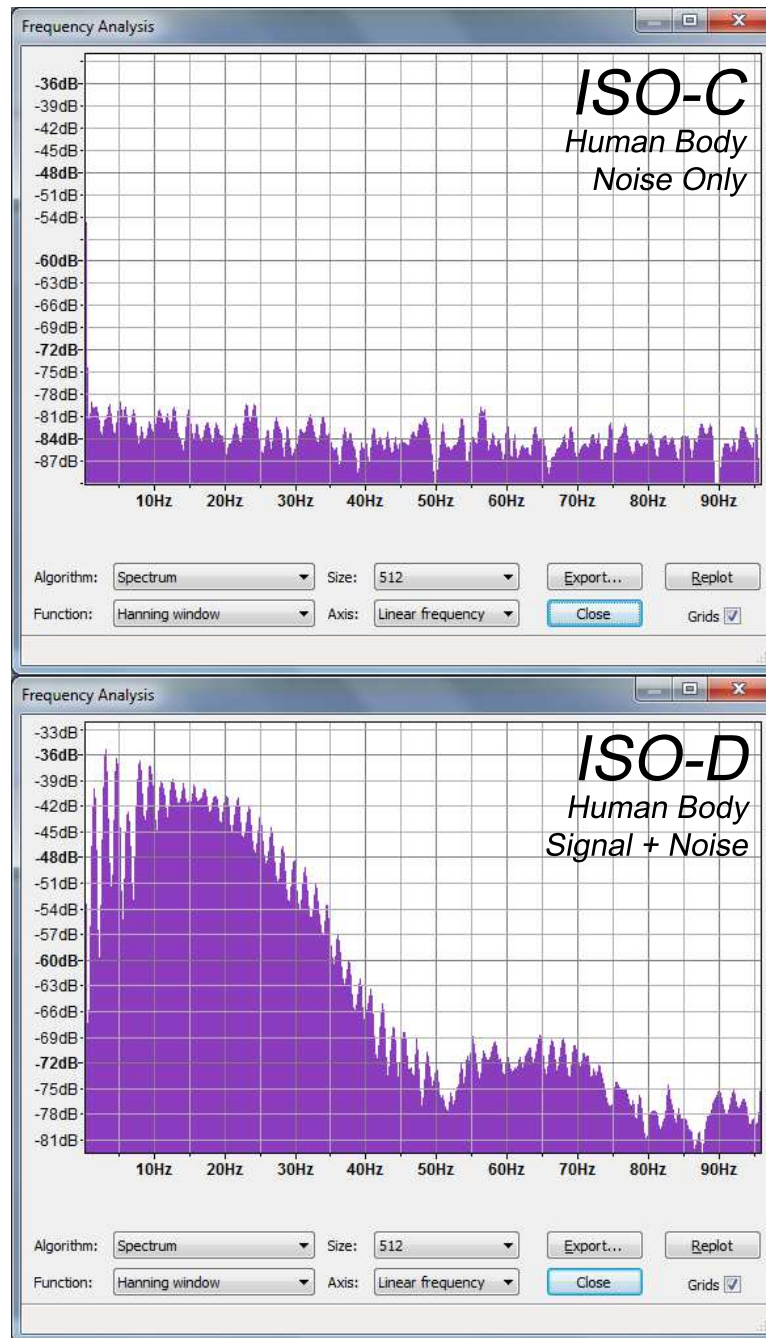 Frequency Analysis
ISO-C
Human Body
Noise Only
-36dB
-39dB
-42dB
-45dB
-48dB
-51dB
-54dB
-60dB
-63dB
-66dB
-69dB
-72dB
-75dB
-78dB
-81dB
-84dB
-87dB
10Hz 20Hz 30Hz 40Hz 50Hz 60Hz 70Hz 80Hz 90Hz
Algorithm: Spectrum Size: 512 Export... Replot
Function: Hanning window Axis: Linear frequency Close Grids
Frequency Analysis
ISO-D
Human Body
Signal + Noise
-33dB
-36dB
-39dB
-42dB
-45dB
-48dB
-51dB
-54dB
-57dB
-60dB
-63dB
-66dB
-69dB
-72dB
-75dB
-78dB
-81dB
10Hz 20Hz 30Hz 40Hz 50Hz 60Hz 70Hz 80Hz 90Hz
Algorithm: Spectrum Size: 512 Export... Replot
Function: Hanning window Axis: Linear frequency Close Grids